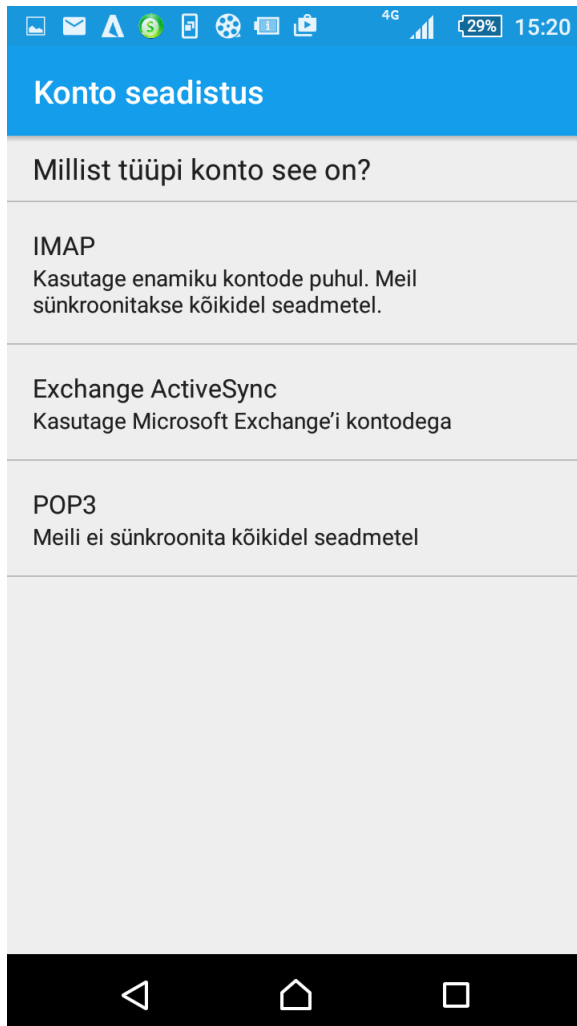 4G 29% 15:20
Konto seadistus
Millist tüüpi konto see on?
IMAP
Kasutage enamiku kontode puhul. Meil
sünkroonitakse kõikidel seadmetel.
Exchange ActiveSync
Kasutage Microsoft Exchange’i kontodega
POP3
Meili ei sünkroonita kõikidel seadmetel